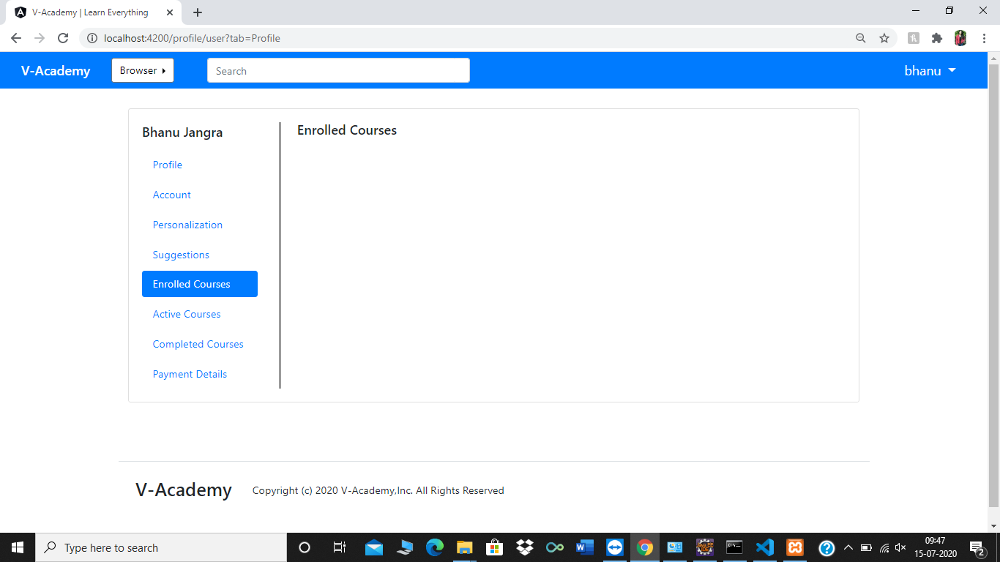 V-Academy | Learn Everything
localhost:4200/profile/user?tab=Profile
V-Academy
Browser
Search
bhanu
Bhanu Jangra
Profile
Account
Personalization
Suggestions
Enrolled Courses
Active Courses
Completed Courses
Payment Details
Enrolled Courses
V-Academy
Copyright (c) 2020 V-Academy,Inc. All Rights Reserved
Type here to search
09:47
15-07-2020
2